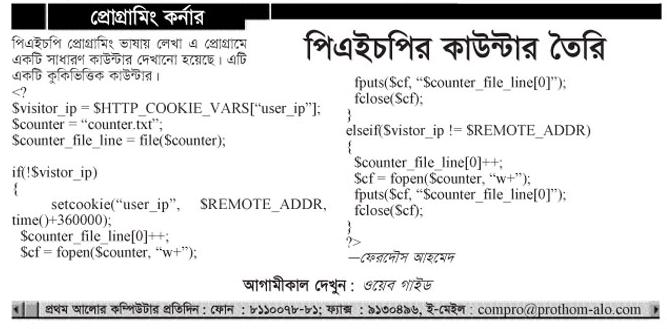 প্রোগ্রামিং কর্নার
পিএইচপি প্রোগ্রামিং ভাষায় লেখা এ প্রোগ্রামে
একটি সাধারণ কাউন্টার দেখানো হয়েছে। এটি
একটি কুকিভিত্তিক কাউন্টার।
<?
$visitor_ip = $HTTP_COOKIE_VARS[“user_ip”];
$counter = “counter.txt”;
$counter_file_line = file($counter);
if(!$vistor_ip)
{
setcookie(“user_ip”, $REMOTE_ADDR,
time()+360000);
$counter_file_line[0]++;
$cf = fopen($counter, “w+”);
পিএইচপির কাউন্টার তৈরি
fputs($cf, “$counter_file_line[0]”);
fclose($cf);
}
elseif($vistor_ip != $REMOTE_ADDR)
{
$counter_file_line[0]++;
$cf = fopen($counter, “w+”);
fputs($cf, “$counter_file_line[0]”);
fclose($cf);
}
?>
—ফেরদৌস আহমেদ
আগামীকাল দেখুন : ওয়েব গাইড
প্রথম আলোর কম্পিউটার প্রতিদিন : ফোন : ৮১১০০৭৮-৮১; ফ্যাক্স : ৯১৩০৪৯৬, ই-মেইল : compro@prothom-alo.com